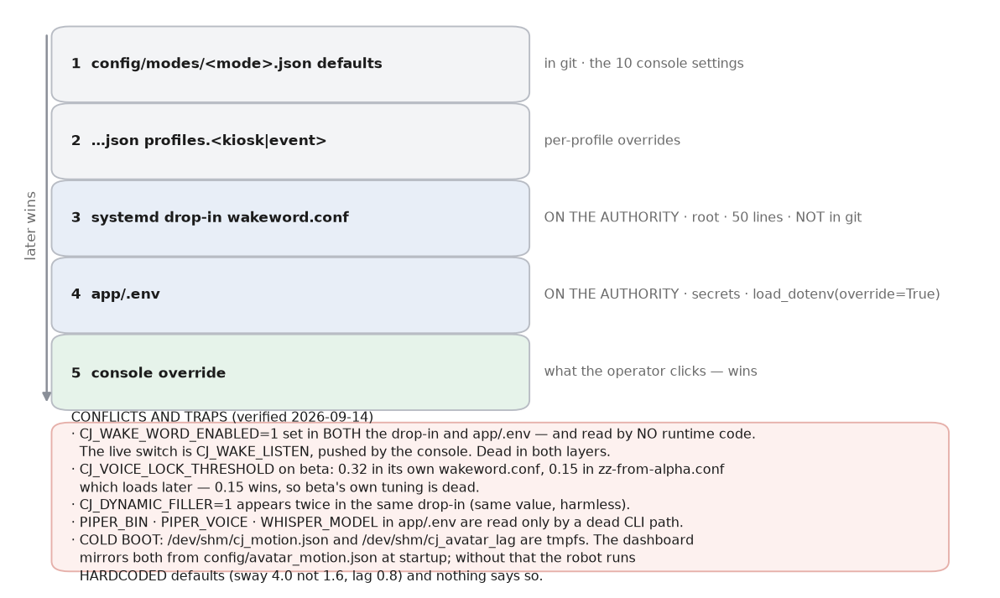 1 config/modes/<mode>.json defaults
in git · the 10 console settings
2 …json profiles.<kiosk|event>
per-profile overrides
later wins
3 systemd drop-in wakeword.conf
ON THE AUTHORITY · root · 50 lines · NOT in git
4 app/.env
ON THE AUTHORITY · secrets · load_dotenv(override=True)
5 console override
what the operator clicks — wins
CONFLICTS AND TRAPS (verified 2026-09-14)
· CJ_WAKE_WORD_ENABLED=1 set in BOTH the drop-in and app/.env — and read by NO runtime code.
The live switch is CJ_WAKE_LISTEN, pushed by the console. Dead in both layers.
· CJ_VOICE_LOCK_THRESHOLD on beta: 0.32 in its own wakeword.conf, 0.15 in zz-from-alpha.conf
which loads later — 0.15 wins, so beta's own tuning is dead.
· CJ_DYNAMIC_FILLER=1 appears twice in the same drop-in (same value, harmless).
· PIPER_BIN · PIPER_VOICE · WHISPER_MODEL in app/.env are read only by a dead CLI path.
· COLD BOOT: /dev/shm/cj_motion.json and /dev/shm/cj_avatar_lag are tmpfs. The dashboard
mirrors both from config/avatar_motion.json at startup; without that the robot runs
HARDCODED defaults (sway 4.0 not 1.6, lag 0.8) and nothing says so.